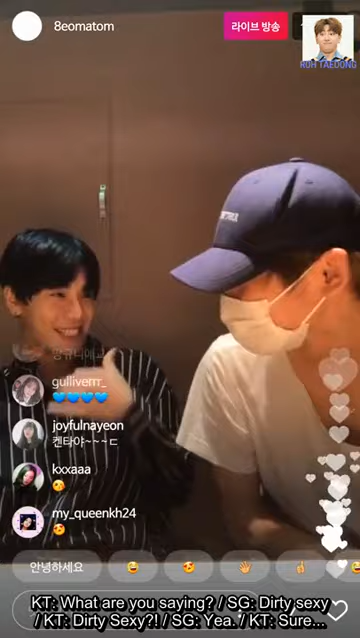 8eomatom
라이브 방송
ROH TAEDONG
gulliverrr_
💙💙💙💙
joyfulnayeon
켄타야~~~ㄷ
kxxaaa
my_queenkh24
안녕하세요
KT: What are you saying? / SG: Dirty sexy
/ KT: Dirty Sexy?! / SG: Yea. / KT: Sure...